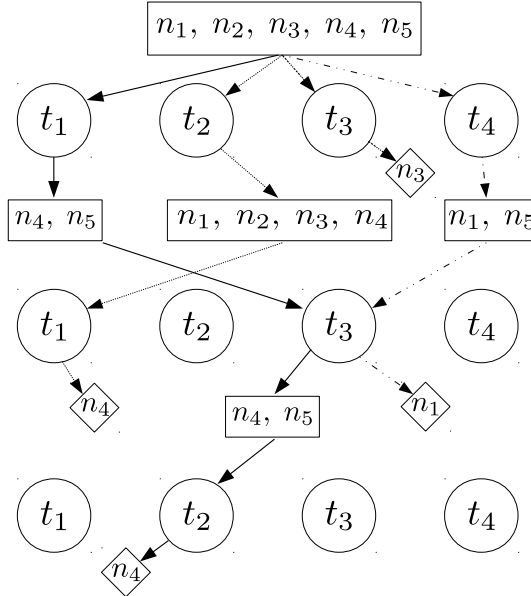 n₁, n₂, n₃, n₄, n₅
t₁ t₂ t₃ t₄
n₃
n₄, n₅ n₁, n₂, n₃, n₄ n₁, n₅
t₁ t₂ t₃ t₄
n₄ n₄, n₅ n₁
t₁ t₂ t₃ t₄
n₄